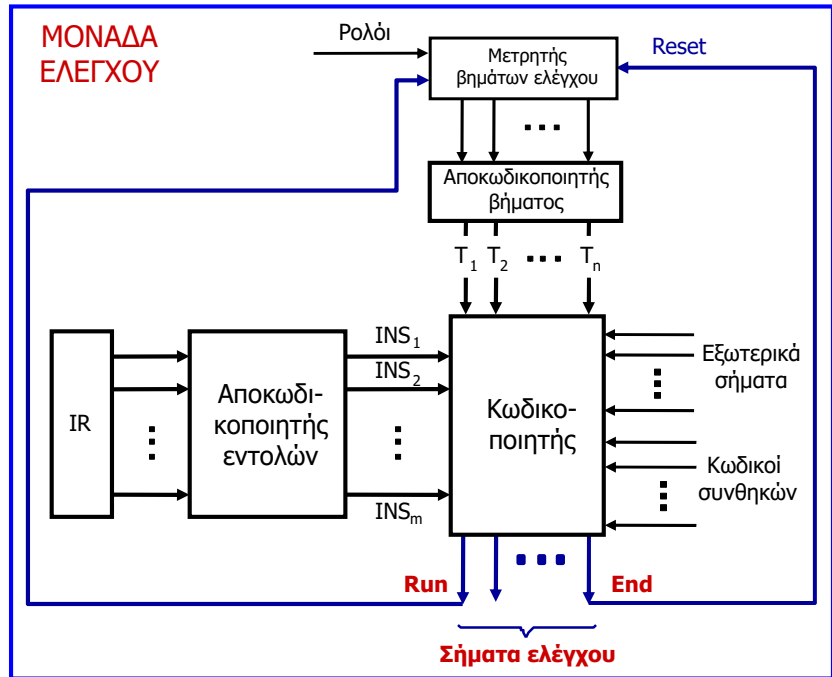 ΜΟΝΑΔΑ
ΕΛΕΓΧΟΥ
Ρολόι
Μετρητής
βημάτων ελέγχου
Reset
Αποκωδικοποιητής
βήματος
T1 T2 Tn
IR
Αποκωδι-
κοποιητής
εντολών
INS1
INS2
INSm
Κωδικο-
ποιητής
Εξωτερικά
σήματα
Κωδικοί
συνθηκών
Run
End
Σήματα ελέγχου